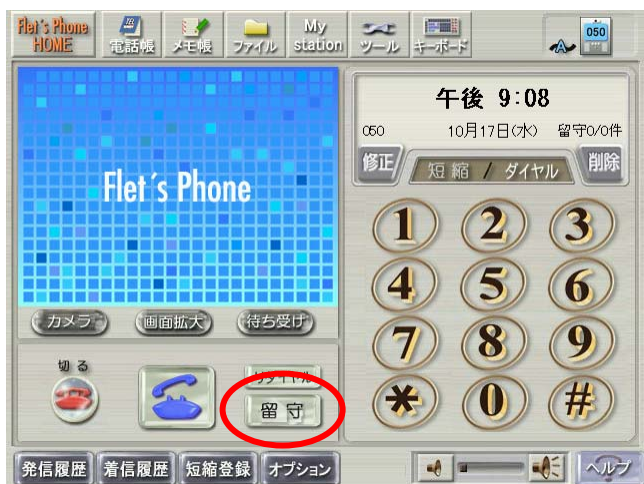 Flet's Phone
HOME
電話帳
メモ帳
ファイル
My
station
ツール
キーボード
050
Flet's Phone
午後 9:08
050
10月17日(水)
留守0/0件
修正
短縮 / ダイヤル
削除
1
2
3
4
5
6
7
8
9
*
0
#
カメラ
画面拡大
待ち受け
切る
リダイヤル
留守
発信履歴
着信履歴
短縮登録
オプション
ヘルプ